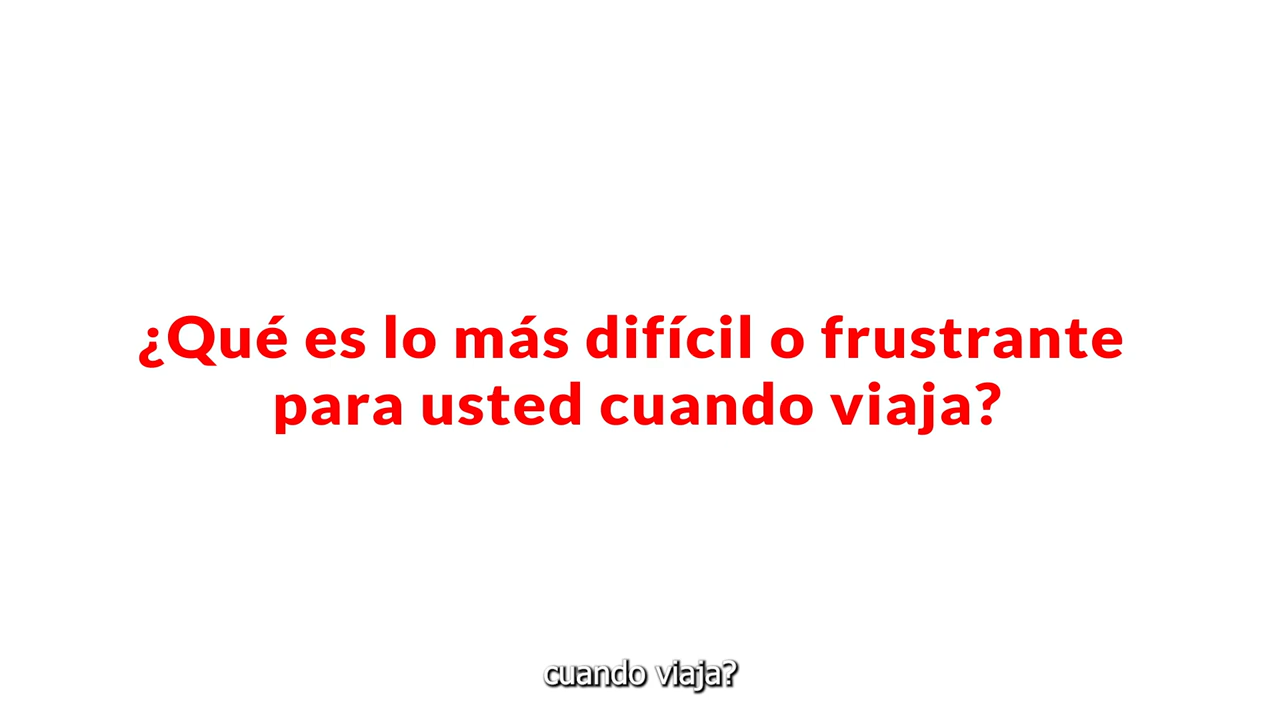 ¿Qué es lo más difícil o frustrante
para usted cuando viaja?
cuando viaja?